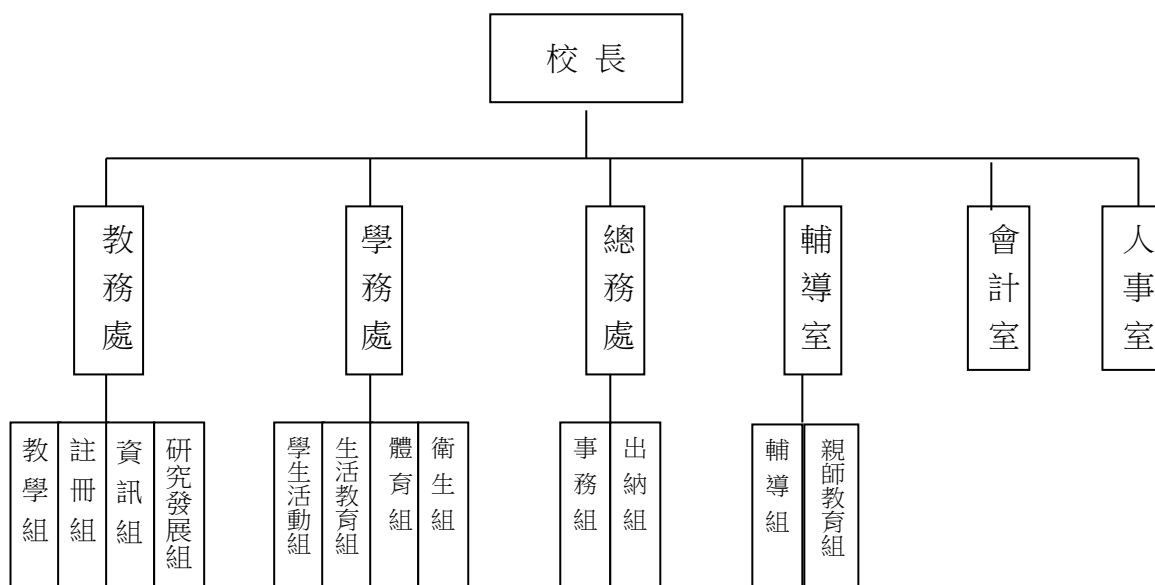 校長
教務處
學務處
總務處
輔導室
會計室
人事室
教學組
註冊組
資訊組
研究發展組
學生活動組
生活教育組
體育組
衛生組
事務組
出納組
輔導組
親師教育組